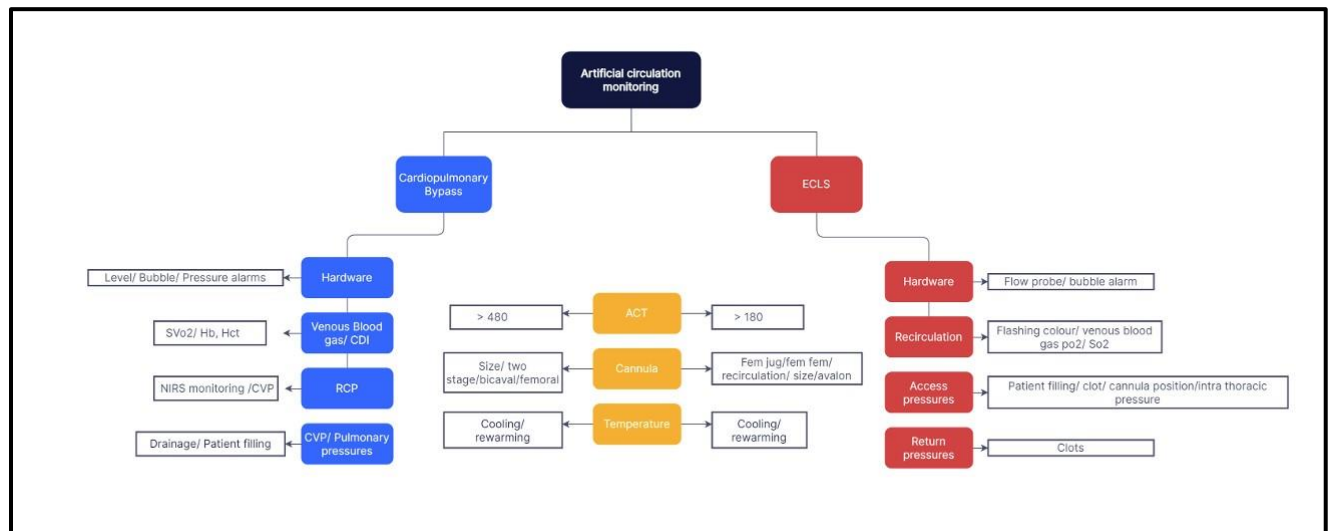 Artificial circulation
monitoring
Cardiopulmonary
Bypass
ECLS
Level/ Bubble/ Pressure alarms
Hardware
SVo2/ Hb, Hct
Venous Blood
gas/ CDI
NIRS monitoring /CVP
RCP
Drainage/ Patient filling
CVP/ Pulmonary
pressures
> 480
ACT
> 180
Size/ two
stage/bicaval/femoral
Cannula
Fem jug/fem fem/
recirculation/ size/avalon
Cooling/
rewarming
Temperature
Cooling/
rewarming
Hardware
Flow probe/ bubble alarm
Recirculation
Flashing colour/ venous blood
gas po2/ So2
Access
pressures
Patient filling/ clot/ cannula position/intra thoracic
pressure
Return
pressures
Clots